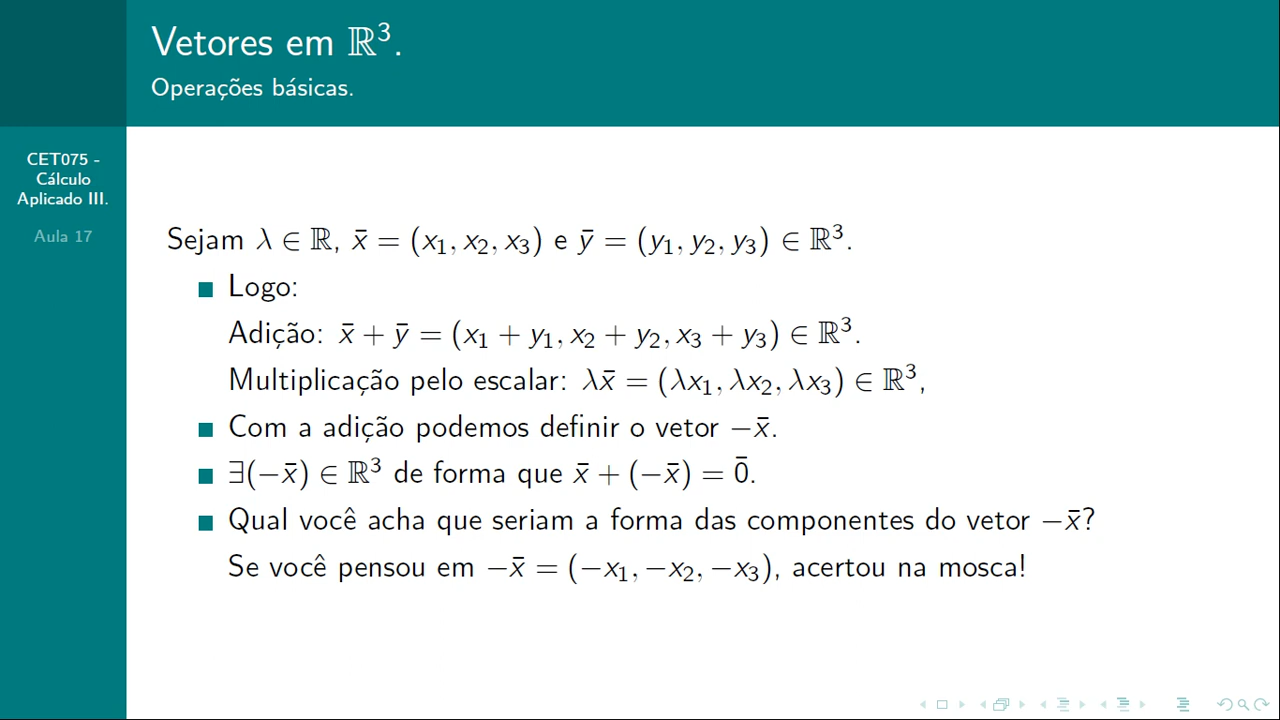 Vetores em ℝ³.
Operações básicas.
CET075 -
Cálculo
Aplicado III.
Aula 17
Sejam λ ∈ ℝ, x̄ = (x₁, x₂, x₃) e ȳ = (y₁, y₂, y₃) ∈ ℝ³.
Logo:
Adição: x̄ + ȳ = (x₁ + y₁, x₂ + y₂, x₃ + y₃) ∈ ℝ³.
Multiplicação pelo escalar: λx̄ = (λx₁, λx₂, λx₃) ∈ ℝ³,
Com a adição podemos definir o vetor −x̄.
∃(−x̄) ∈ ℝ³ de forma que x̄ + (−x̄) = 0̄.
Qual você acha que seriam a forma das componentes do vetor −x̄?
Se você pensou em −x̄ = (−x₁, −x₂, −x₃), acertou na mosca!